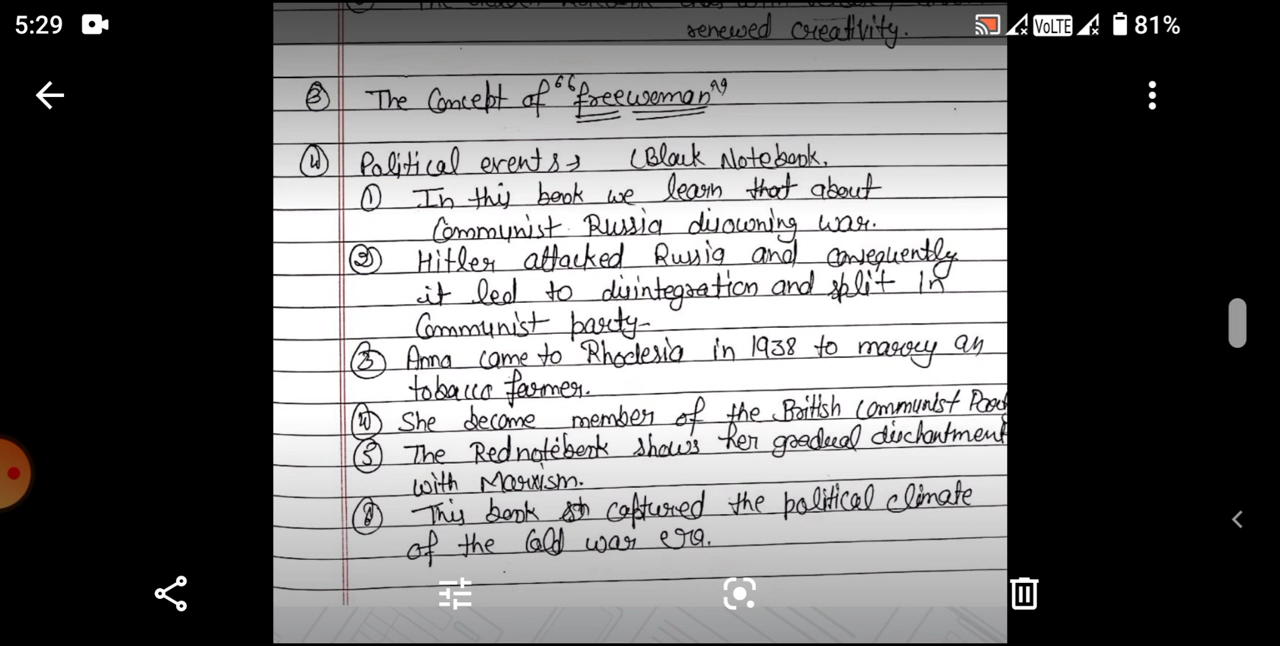 5:29
VoLTE 81%
renewed creativity.
③ The Concept of "freewoman"
④ Political events → (Black Notebook.
① In this book we learn that about
Communist Russia disowning war.
② Hitler attacked Russia and consequently
it led to disintegration and split in
Communist party-
③ Anna came to Rhodesia in 1938 to marry an
tobacco farmer.
④ She become member of the British Communist Party
⑤ The Red notebook shows her gradual dischantment
with Marxism.
This book captured the political climate
of the Cold war era.